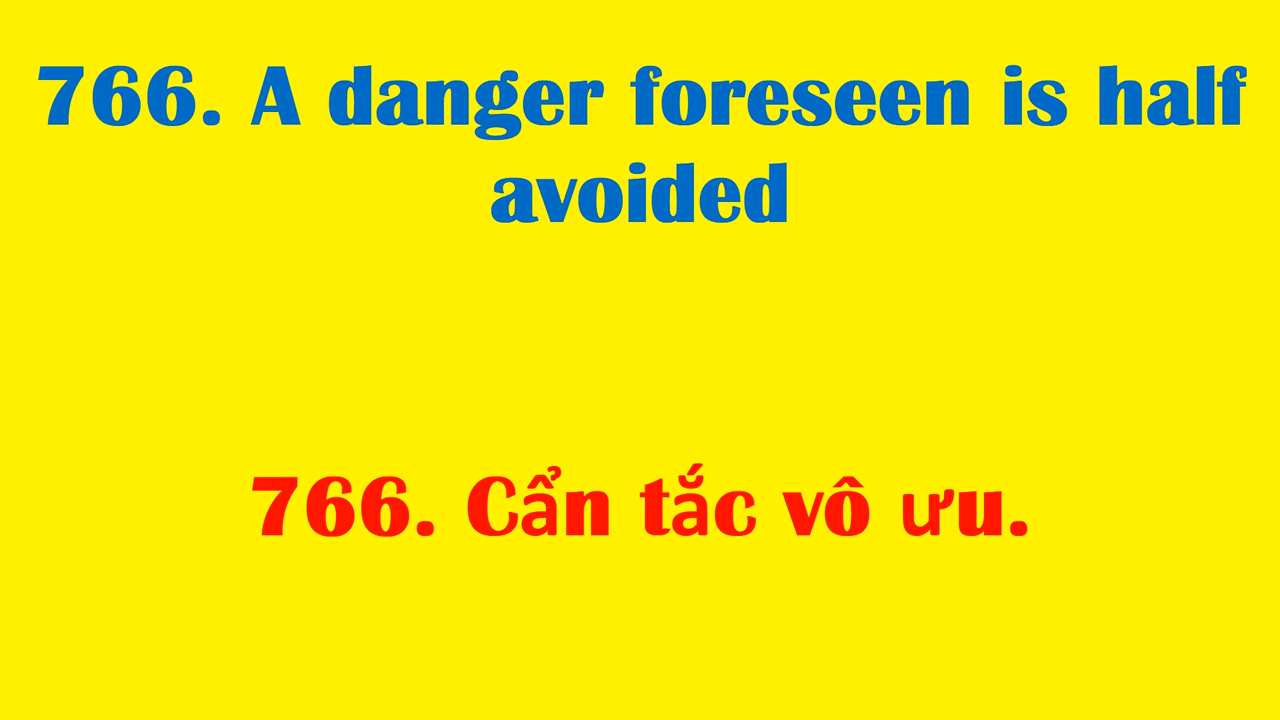 766. A danger foreseen is half
avoided
766. Cẩn tắc vô ưu.